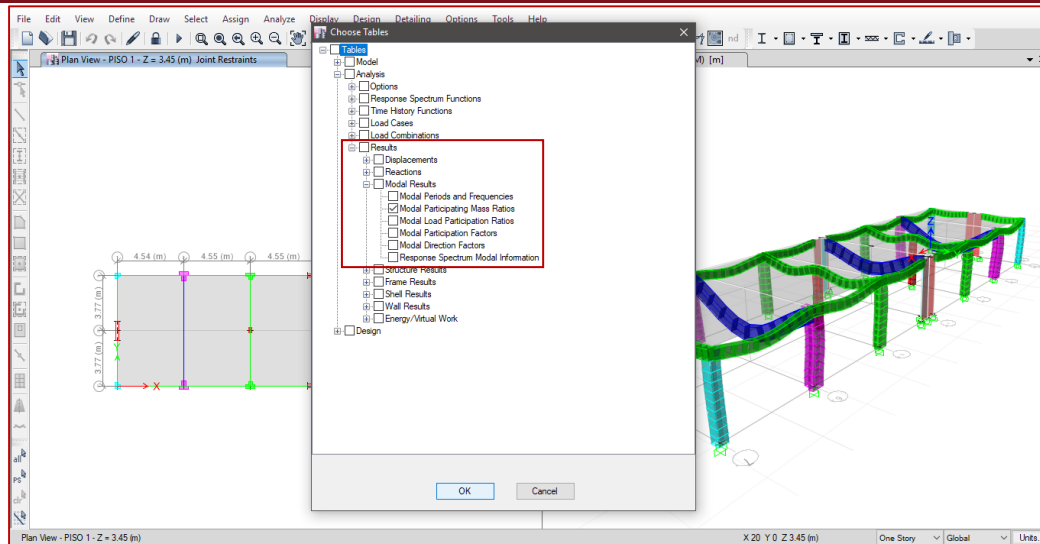 File Edit View Define Draw Select Assign Analyze Display Design Detailing Options Tools Help
nd
Choose Tables
Plan View - PISO 1 - Z = 3.45 (m) Joint Restraints
[m]
Tables
Model
Analysis
Options
Response Spectrum Functions
Time History Functions
Load Cases
Load Combinations
Results
Displacements
Reactions
Modal Results
Modal Periods and Frequencies
Modal Participating Mass Ratios
Modal Load Participation Ratios
Modal Participation Factors
Modal Direction Factors
Response Spectrum Modal Information
Structure Results
Frame Results
Shell Results
Wall Results
Energy/Virtual Work
Design
4.54 (m) 4.55 (m) 4.55 (m)
3.77 (m)
3.77 (m)
Y
X
Z
all
PS
clr
OK Cancel
Plan View - PISO 1 - Z = 3.45 (m) X 20 Y 0 Z 3.45 (m) One Story Global Units...